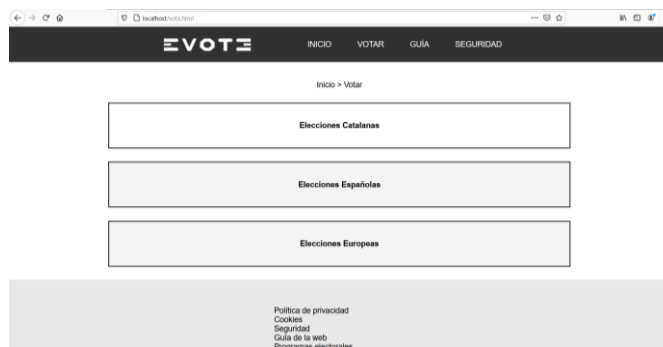 localhost/vota.html
EVOTE
INICIO VOTAR GUÍA SEGURIDAD
Inicio > Votar
Elecciones Catalanas
Elecciones Españolas
Elecciones Europeas
Política de privacidad
Cookies
Seguridad
Guía de la web
Programas electorales